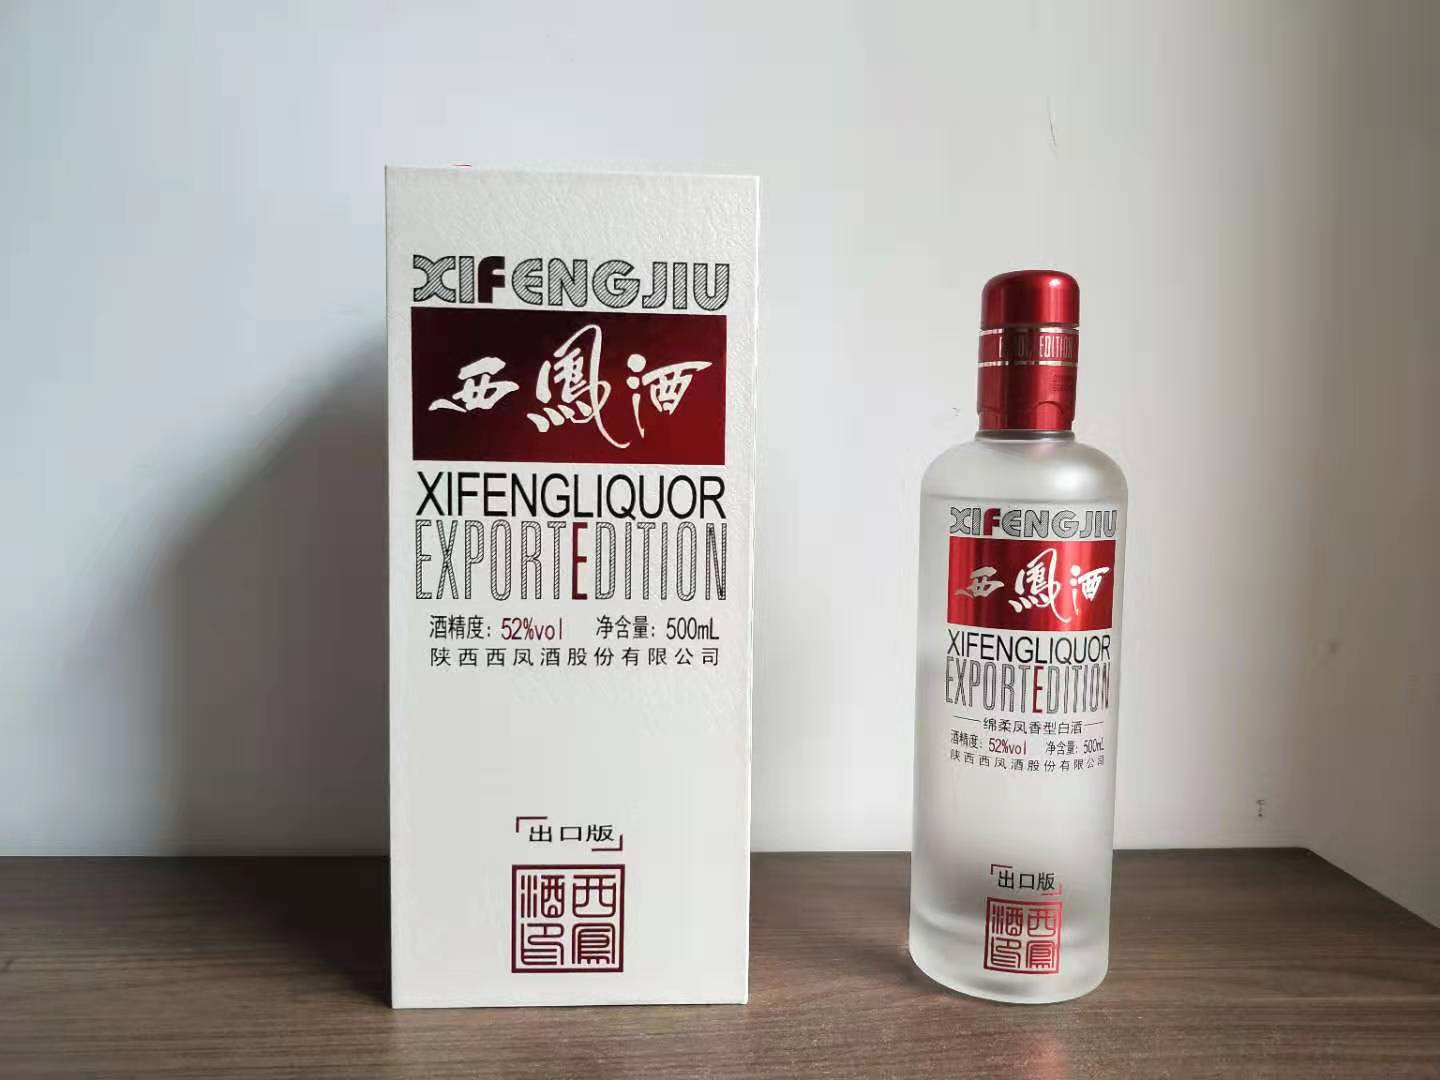 XIFENGJIU
西鳳酒
XIFENGLIQUOR
EXPORTEDITION
酒精度：52%vol 净含量：500mL
陕西西凤酒股份有限公司
出口版
西鳳酒印
EDITION
XIFENGJIU
西鳳酒
XIFENGLIQUOR
EXPORTEDITION
绵柔凤香型白酒
酒精度：52%vol 净含量：500mL
陕西西凤酒股份有限公司
出口版
西鳳酒印